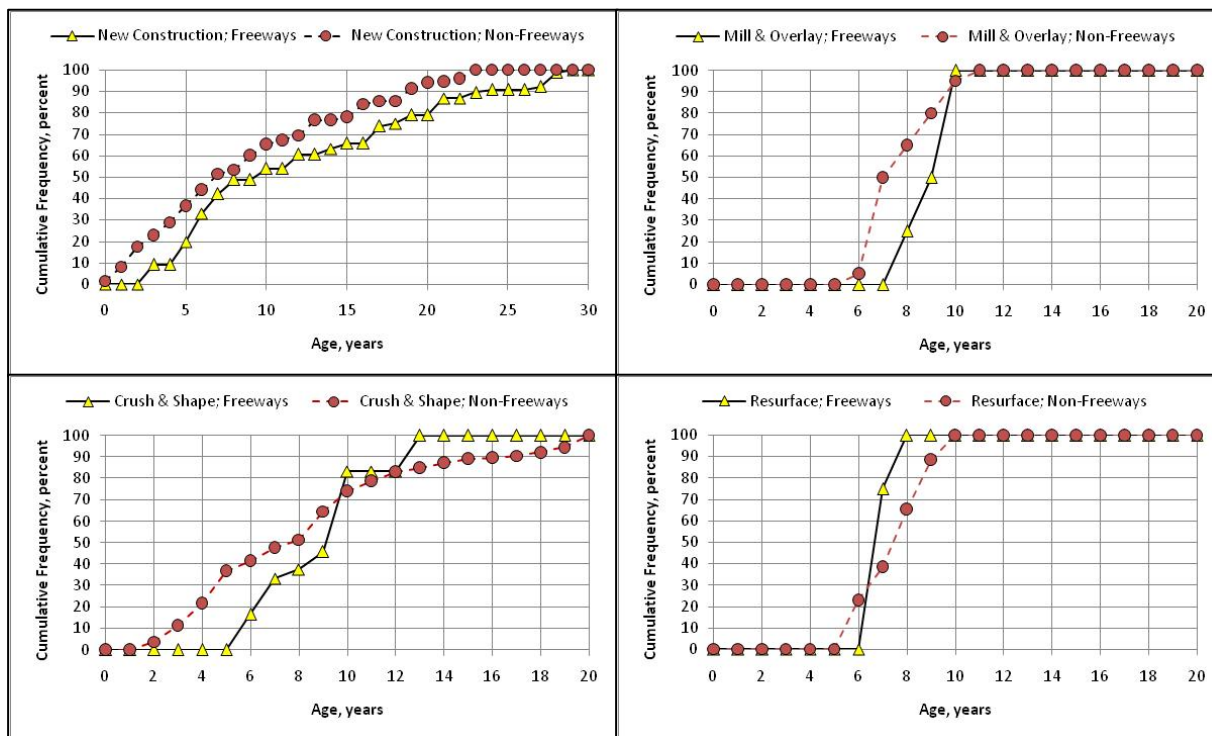 New Construction; Freeways New Construction; Non-Freeways
Cumulative Frequency, percent
100
90
80
70
60
50
40
30
20
10
0
0 5 10 15 20 25 30
Age, years
Mill & Overlay; Freeways Mill & Overlay; Non-Freeways
Cumulative Frequency, percent
100
90
80
70
60
50
40
30
20
10
0
0 2 4 6 8 10 12 14 16 18 20
Age, years
Crush & Shape; Freeways Crush & Shape; Non-Freeways
Cumulative Frequency, percent
100
90
80
70
60
50
40
30
20
10
0
0 2 4 6 8 10 12 14 16 18 20
Age, years
Resurface; Freeways Resurface; Non-Freeways
Cumulative Frequency, percent
100
90
80
70
60
50
40
30
20
10
0
0 2 4 6 8 10 12 14 16 18 20
Age, years